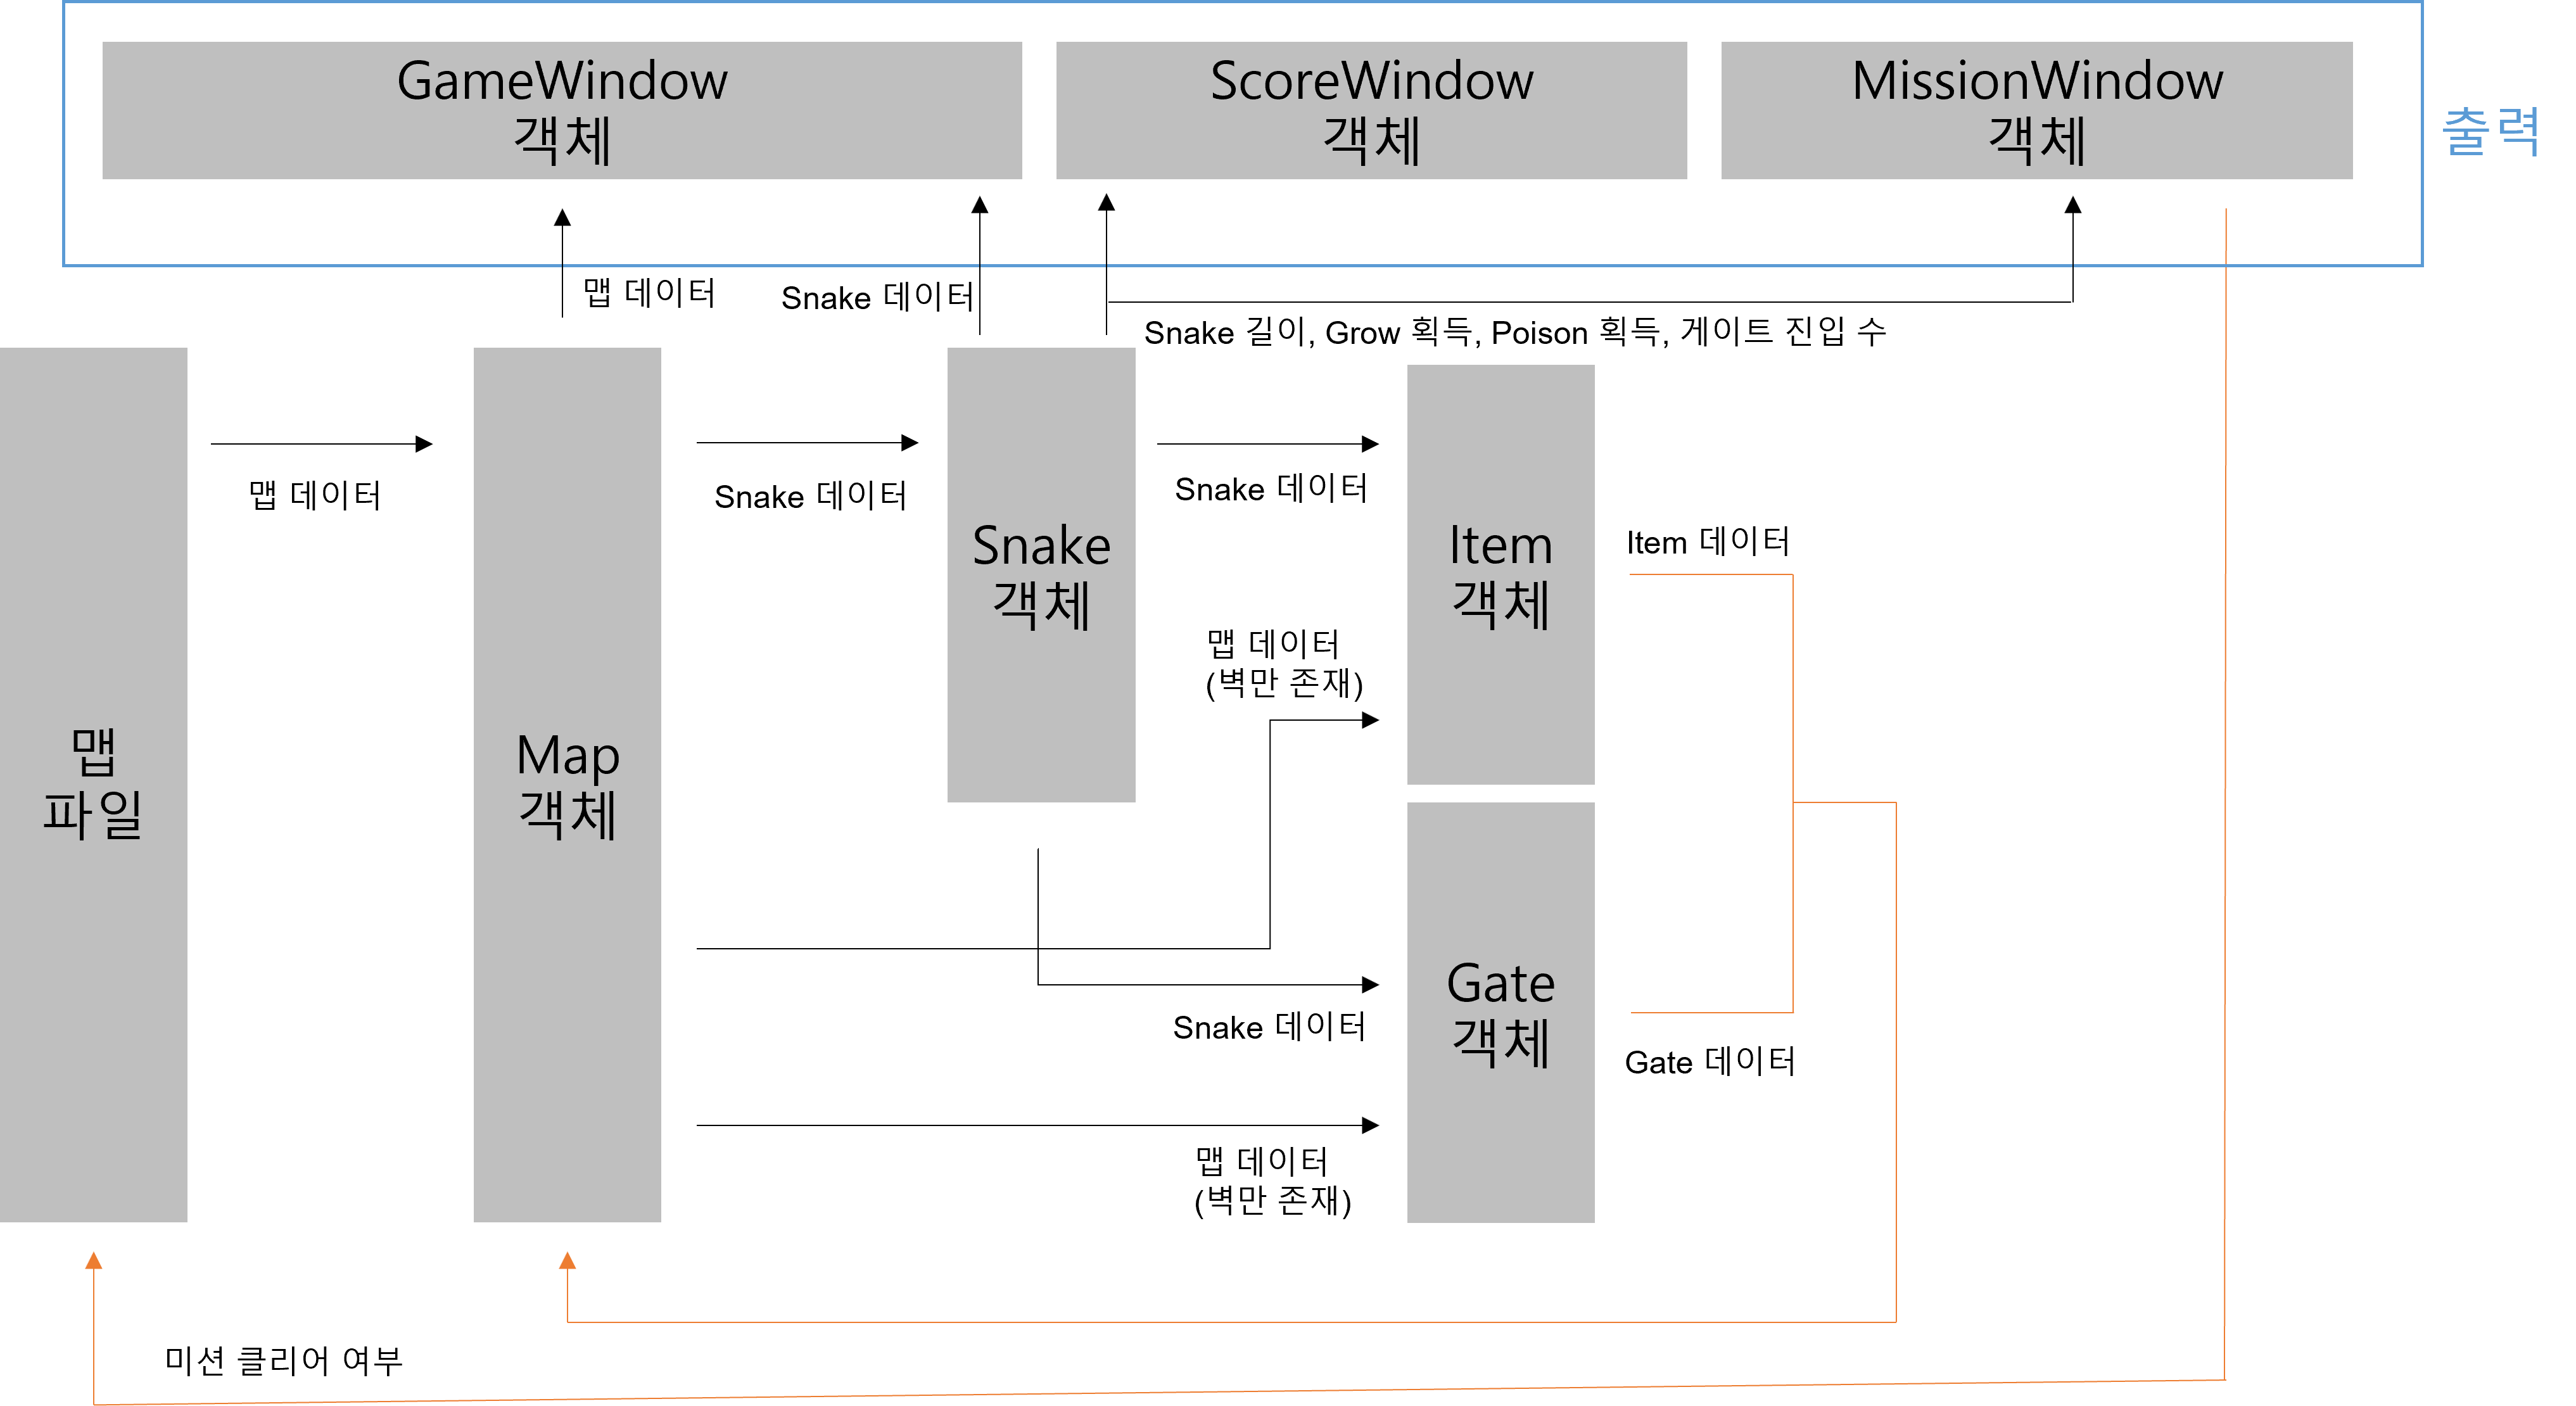 GameWindow
객체
ScoreWindow
객체
MissionWindow
객체
출력
맵 데이터
Snake 데이터
Snake 길이, Grow 획득, Poison 획득, 게이트 진입 수
맵
파일
맵 데이터
Map
객체
Snake 데이터
Snake
객체
Snake 데이터
Item
객체
Item 데이터
맵 데이터
(벽만 존재)
Gate
객체
Snake 데이터
Gate 데이터
맵 데이터
(벽만 존재)
미션 클리어 여부